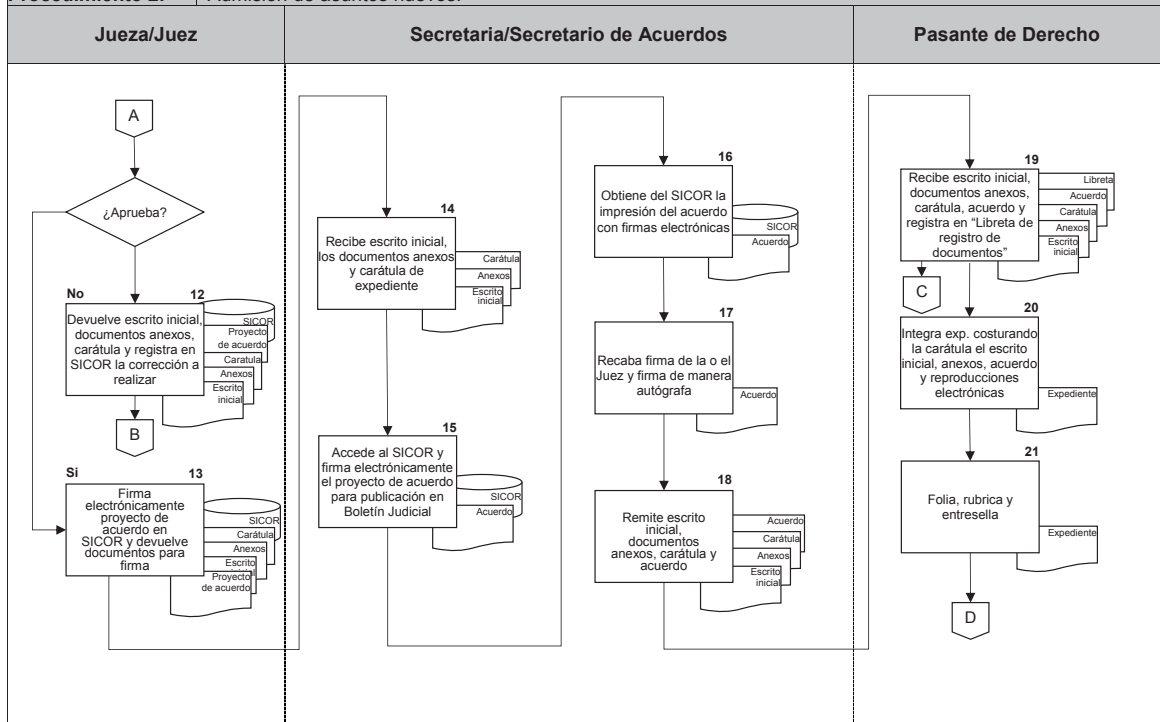 Procedimiento 2.
Admisión de asuntos nuevos.
Jueza/Juez
Secretaria/Secretario de Acuerdos
Pasante de Derecho
A
¿Aprueba?
No
12
Devuelve escrito inicial,
documentos anexos,
carátula y registra en
SICOR la corrección a
realizar
SICOR
Proyecto
de acuerdo
Caratula
Anexos
Escrito
inicial
B
Si
13
Firma
electrónicamente
proyecto de
acuerdo en
SICOR y devuelve
documentos para
firma
SICOR
Carátula
Anexos
Escrito
inicial
Proyecto
de acuerdo
14
Recibe escrito inicial,
los documentos anexos
y carátula de
expediente
Carátula
Anexos
Escrito
inicial
15
Accede al SICOR y
firma electrónicamente
el proyecto de acuerdo
para publicación en
Boletín Judicial
SICOR
Acuerdo
16
Obtiene del SICOR la
impresión del acuerdo
con firmas electrónicas
SICOR
Acuerdo
17
Recaba firma de la o el
Juez y firma de manera
autógrafa
Acuerdo
18
Remite escrito
inicial,
documentos
anexos, carátula y
acuerdo
Acuerdo
Carátula
Anexos
Escrito
inicial
19
Recibe escrito inicial,
documentos anexos,
carátula, acuerdo y
registra en "Libreta de
registro de
documentos"
Libreta
Acuerdo
Carátula
Anexos
Escrito
inicial
C
20
Integra exp. costurando
la carátula el escrito
inicial, anexos, acuerdo
y reproducciones
electrónicas
Expediente
21
Folia, rubrica y
entresella
Expediente
D